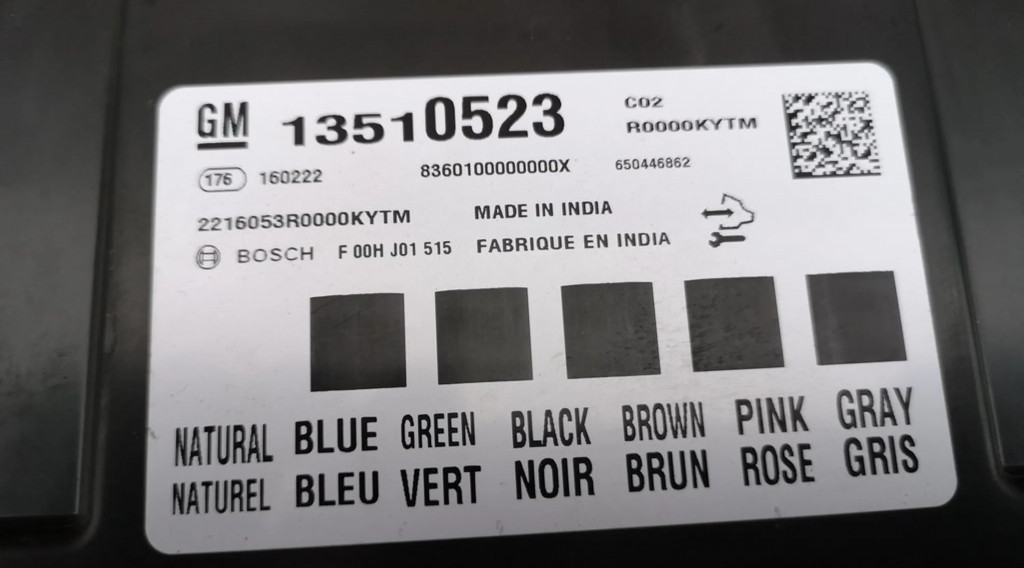 GM 13510523 C02
R0000KYTM
176 160222 8360100000000X 650446862
2216053R0000KYTM MADE IN INDIA
BOSCH F 00H J01 515 FABRIQUE EN INDIA
NATURAL BLUE GREEN BLACK BROWN PINK GRAY
NATUREL BLEU VERT NOIR BRUN ROSE GRIS